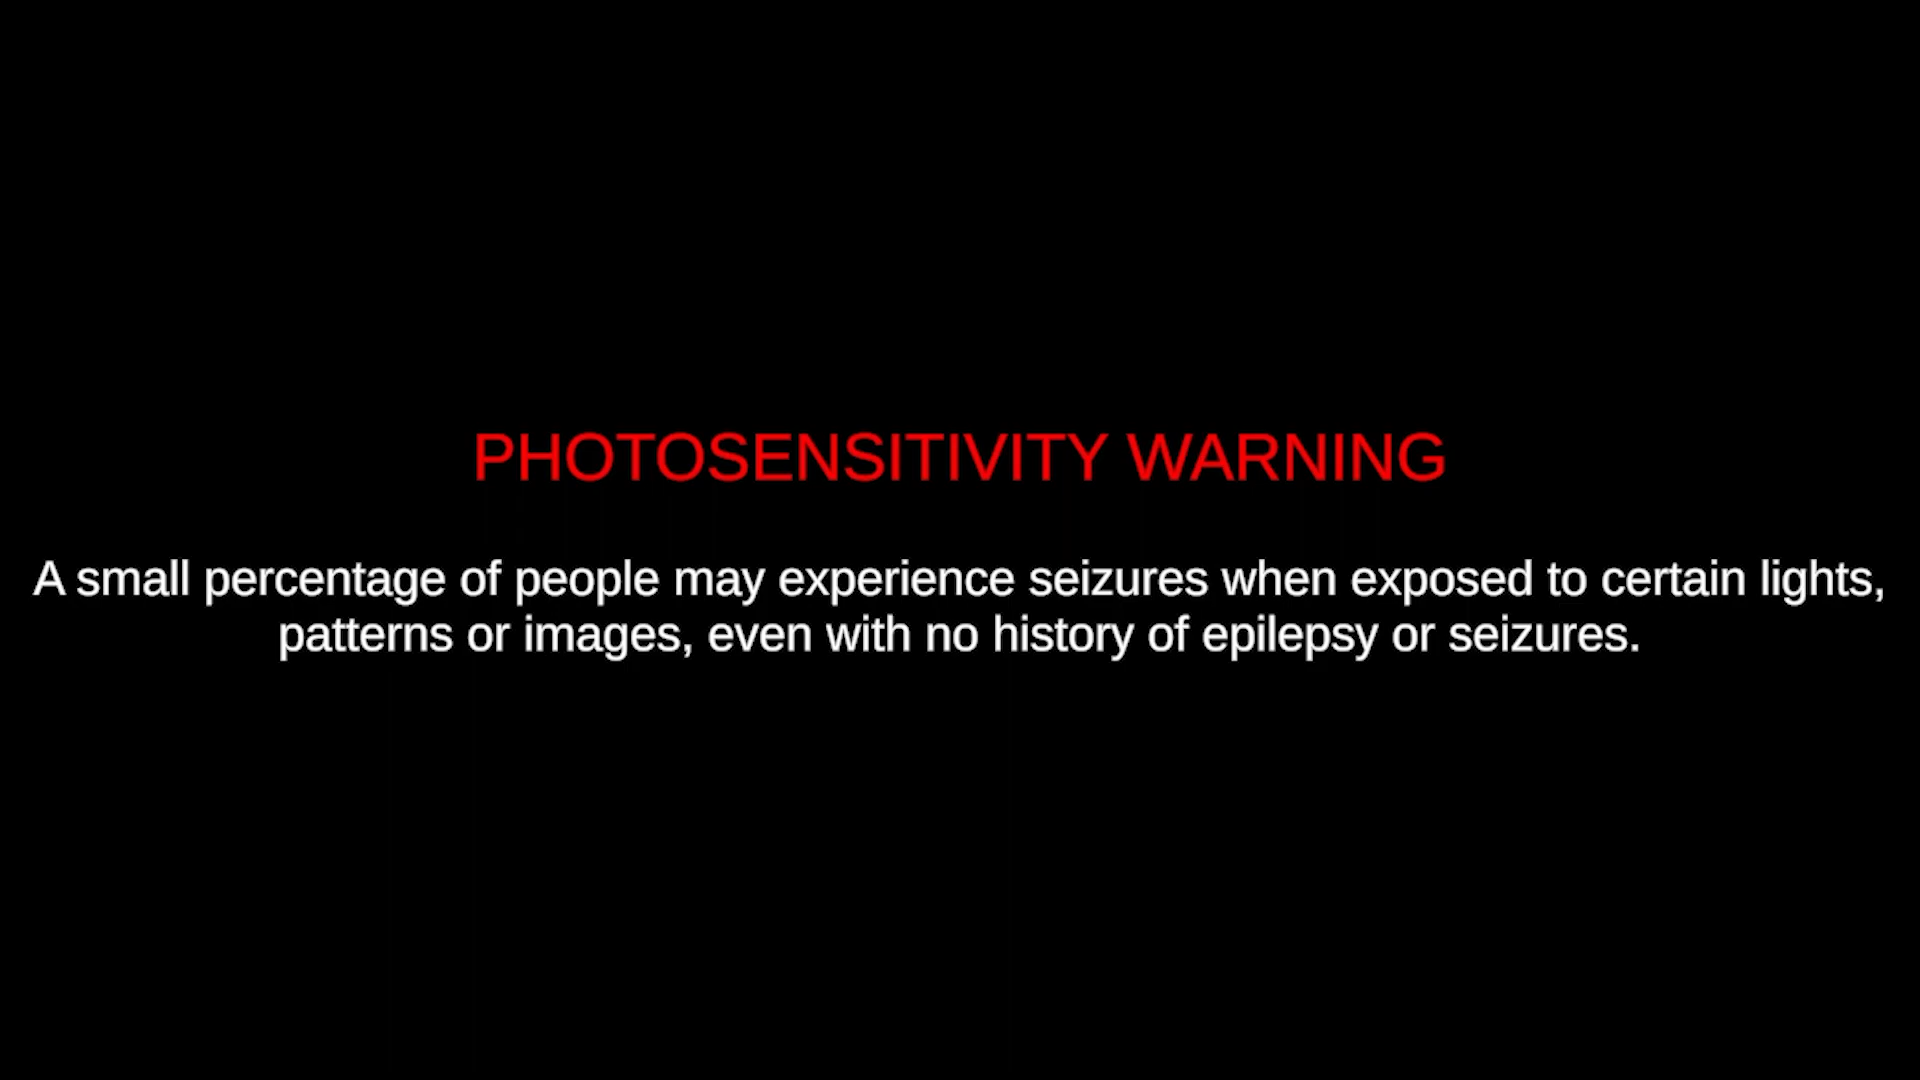 PHOTOSENSITIVITY WARNING
A small percentage of people may experience seizures when exposed to certain lights,
patterns or images, even with no history of epilepsy or seizures.